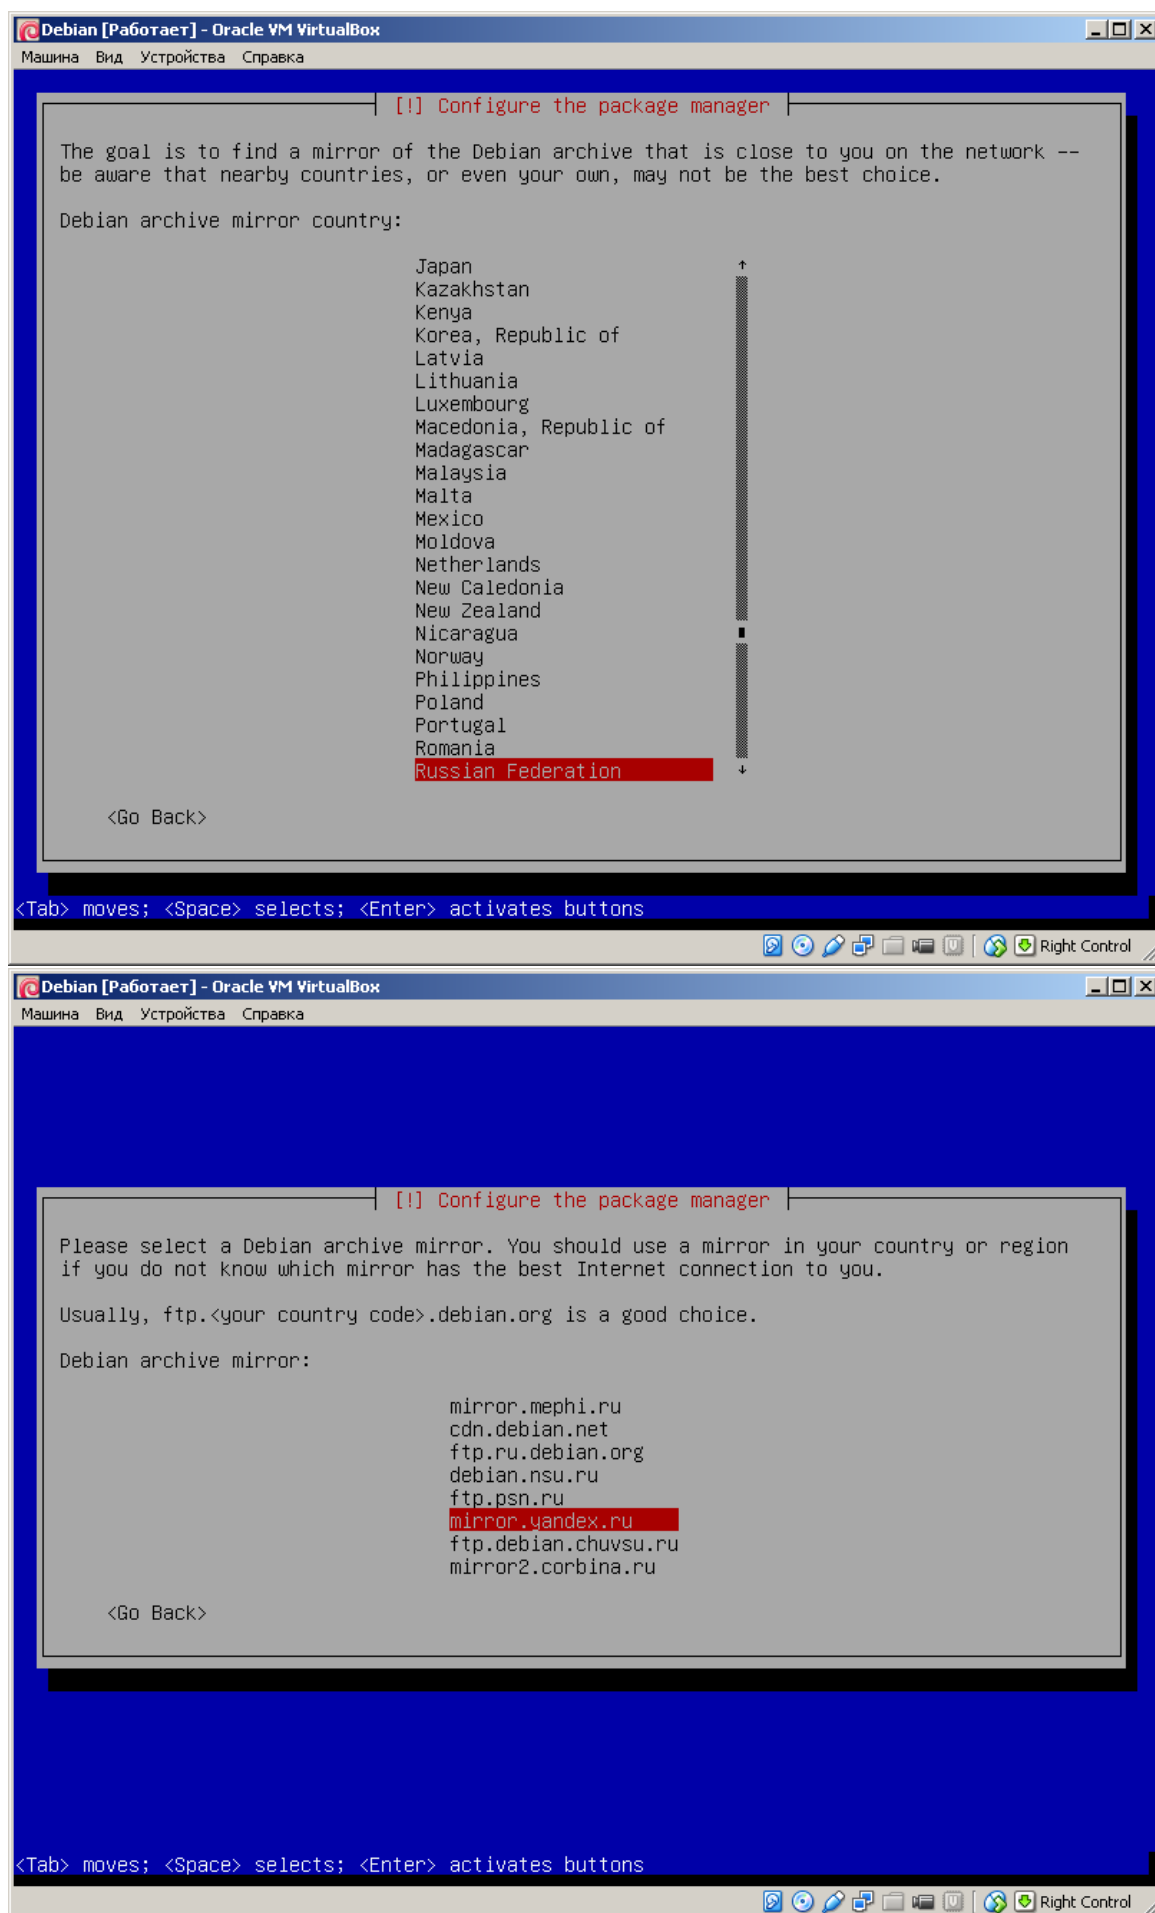 Debian [Работает] - Oracle VM VirtualBox
Машина Вид Устройства Справка
[!] Configure the package manager
The goal is to find a mirror of the Debian archive that is close to you on the network --
be aware that nearby countries, or even your own, may not be the best choice.
Debian archive mirror country:
Japan
Kazakhstan
Kenya
Korea, Republic of
Latvia
Lithuania
Luxembourg
Macedonia, Republic of
Madagascar
Malaysia
Malta
Mexico
Moldova
Netherlands
New Caledonia
New Zealand
Nicaragua
Norway
Philippines
Poland
Portugal
Romania
Russian Federation
<Go Back>
<Tab> moves; <Space> selects; <Enter> activates buttons
Right Control
Debian [Работает] - Oracle VM VirtualBox
Машина Вид Устройства Справка
[!] Configure the package manager
Please select a Debian archive mirror. You should use a mirror in your country or region
if you do not know which mirror has the best Internet connection to you.
Usually, ftp.<your country code>.debian.org is a good choice.
Debian archive mirror:
mirror.mephi.ru
cdn.debian.net
ftp.ru.debian.org
debian.nsu.ru
ftp.psn.ru
mirror.yandex.ru
ftp.debian.chuvsu.ru
mirror2.corbina.ru
<Go Back>
<Tab> moves; <Space> selects; <Enter> activates buttons
Right Control